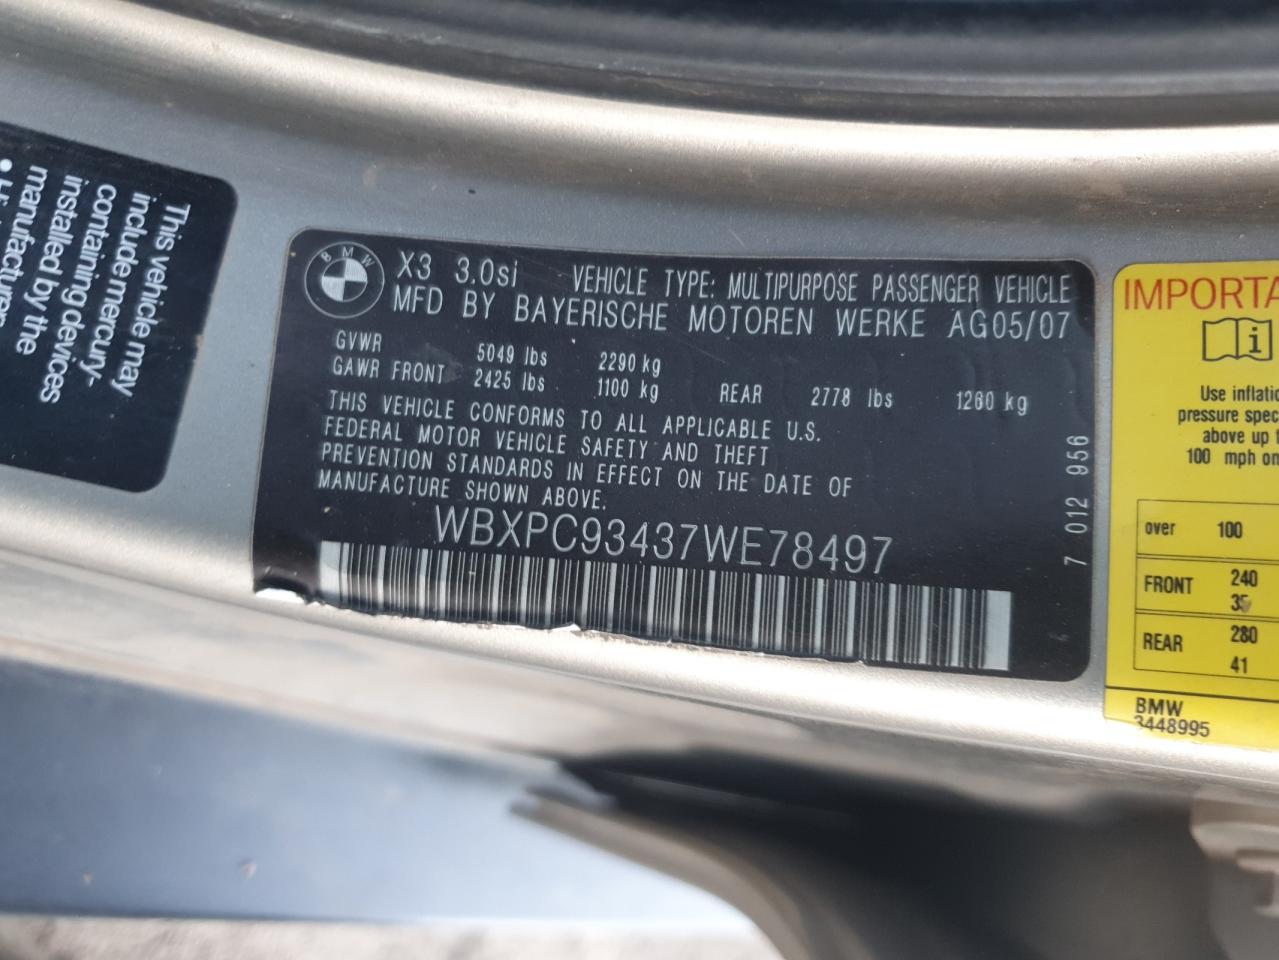 This vehicle may
include mercury-
containing devices
installed by the
manufacturer
BMW
X3 3.0si VEHICLE TYPE: MULTIPURPOSE PASSENGER VEHICLE
MFD BY BAYERISCHE MOTOREN WERKE AG05/07
GVWR 5049 lbs 2290 kg
GAWR FRONT 2425 lbs 1100 kg REAR 2778 lbs 1260 kg
THIS VEHICLE CONFORMS TO ALL APPLICABLE U.S.
FEDERAL MOTOR VEHICLE SAFETY AND THEFT
PREVENTION STANDARDS IN EFFECT ON THE DATE OF
MANUFACTURE SHOWN ABOVE.
WBXPC93437WE78497
7 012 956
IMPORTA
i
Use inflatio
pressure spec
above up t
100 mph on
over 100
FRONT 240
35
REAR 280
41
BMW
3448995